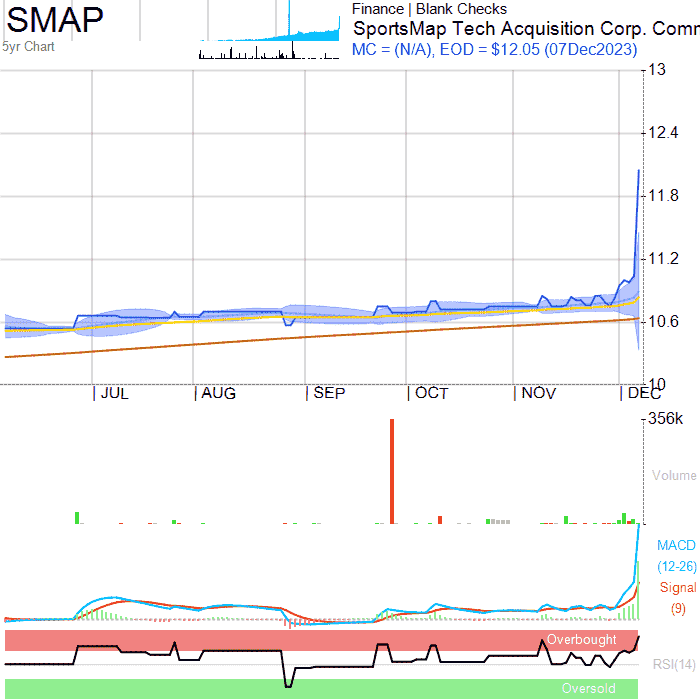 SMAP
5yr Chart
Finance | Blank Checks
SportsMap Tech Acquisition Corp. Comm
MC = (N/A), EOD = $12.05 (07Dec2023)
13
12.4
11.8
11.2
10.6
10
JUL AUG SEP OCT NOV DEC
356k
Volume
MACD
(12-26)
Signal
(9)
Overbought
RSI(14)
Oversold